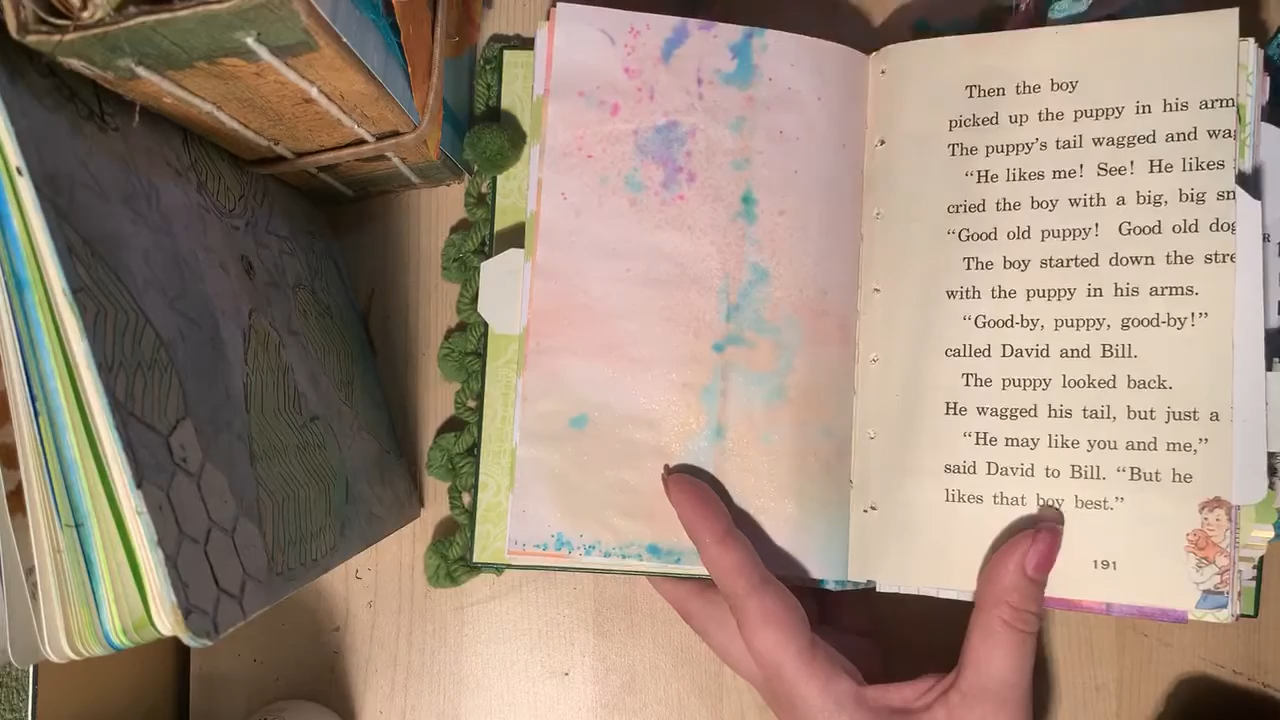 Then the boy
picked up the puppy in his arm
The puppy's tail wagged and wag
"He likes me! See! He likes
cried the boy with a big, big sm
"Good old puppy! Good old dog
The boy started down the stre
with the puppy in his arms.
"Good-by, puppy, good-by!"
called David and Bill.
The puppy looked back.
He wagged his tail, but just a
"He may like you and me,"
said David to Bill. "But he
likes that boy best."
191